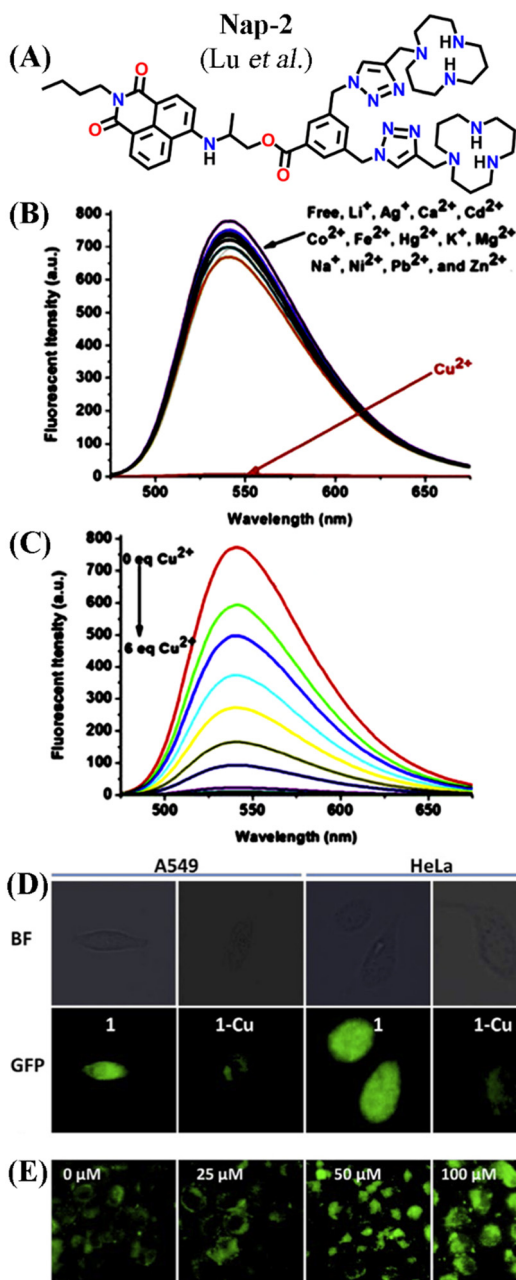 Nap-2
(A)
(Lu et al.)
O
N
O
N
H
O
O
N
N=N
N
H
N
N
H
N=N
N
N
H
N
N
H
(B)
800
700
600
500
400
300
200
100
0
Fluorescent itensity (a.u.)
Free, Li+, Ag+, Ca2+, Cd2+
Co2+, Fe2+, Hg2+, K+, Mg2+
Na+, Ni2+, Pb2+, and Zn2+
Cu2+
500 550 600 650
Wavelength (nm)
(C)
800
700
600
500
400
300
200
100
0
Fluorescent itensity (a.u.)
0 eq Cu2+
6 eq Cu2+
500 550 600 650
Wavelength (nm)
A549 HeLa
(D)
BF
1 1-Cu 1 1-Cu
GFP
(E)
0 µM 25 µM 50 µM 100 µM